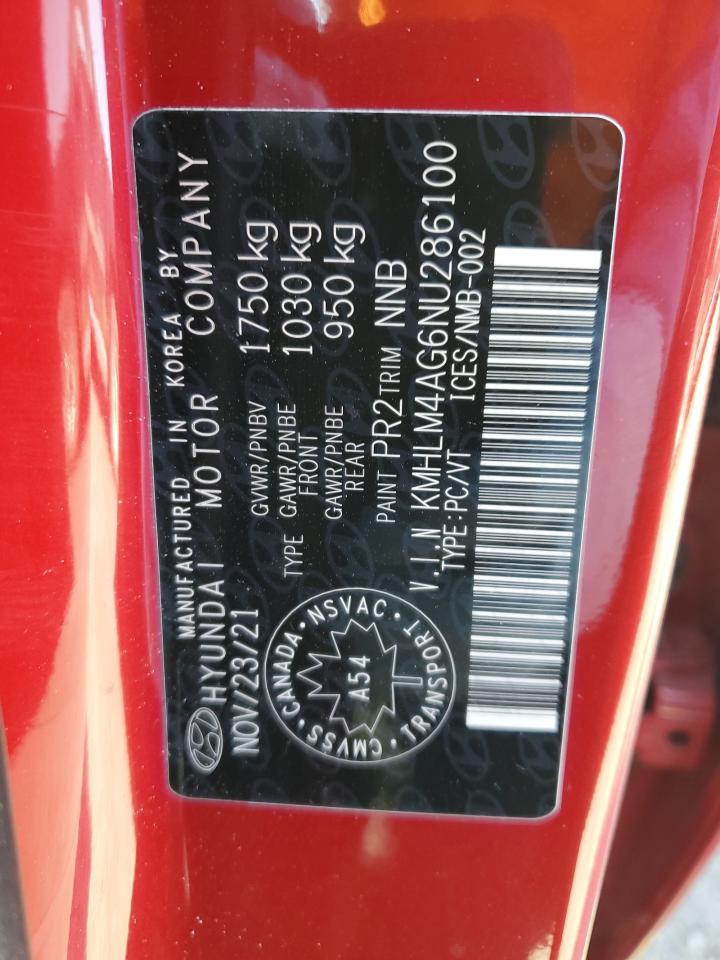 MANUFACTURED IN KOREA BY
HYUNDAI MOTOR COMPANY
NOV/23/21 GVWR/PNBV 1750 kg
TYPE GAWR/PNBE FRONT 1030 kg
GAWR/PNBE REAR 950 kg
PAINT PR2 TRIM NNB
V.I.N KMHLM4AG6NU286100
TYPE:PC/VT ICES/NMB-002
CANADA · NSVAC · TRANSPORT · CMVSS ·
A54